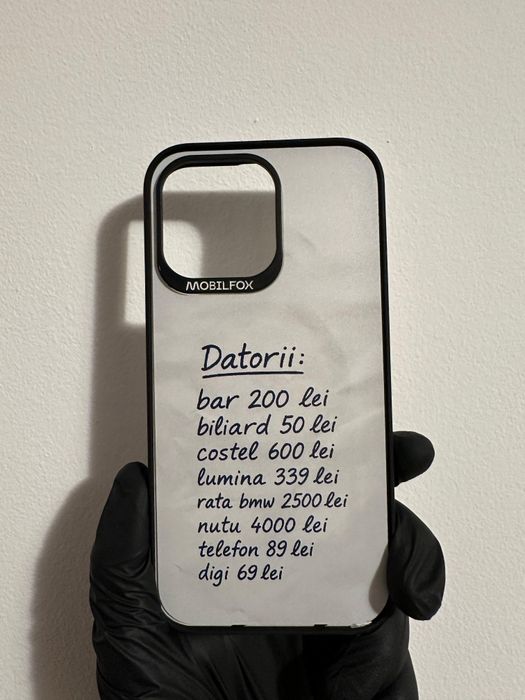 MOBILFOX
Datorii:
bar 200 lei
biliard 50 lei
costel 600 lei
lumina 339 lei
rata bmw 2500 lei
nutu 4000 lei
telefon 89 lei
digi 69 lei